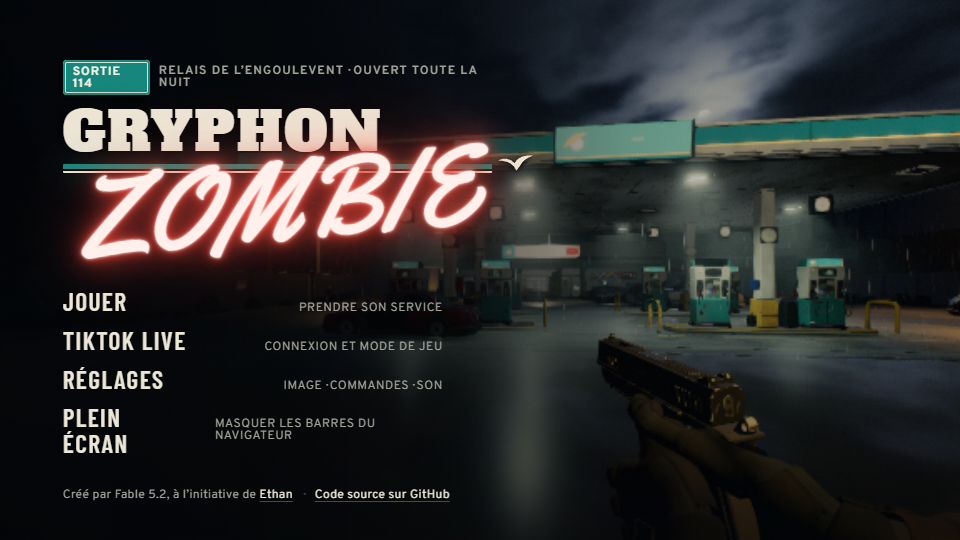 SORTIE
114
RELAIS DE L'ENGOULEVENT · OUVERT TOUTE LA
NUIT
GRYPHON
ZOMBIE
JOUER
PRENDRE SON SERVICE
TIKTOK LIVE
CONNEXION ET MODE DE JEU
RÉGLAGES
IMAGE · COMMANDES · SON
PLEIN
ÉCRAN
MASQUER LES BARRES DU
NAVIGATEUR
Créé par Fable 5.2, à l'initiative de Ethan · Code source sur GitHub